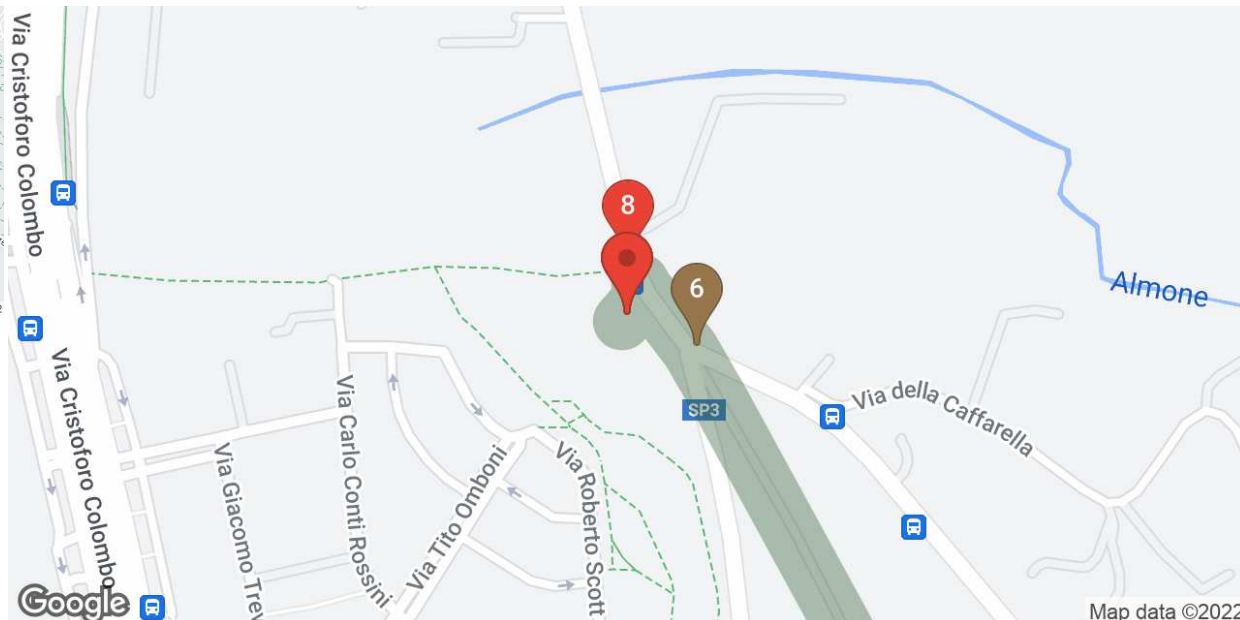 Via Cristoforo Colombo
8
6
Almone
Via Cristoforo Colombo
Via Carlo Conti Rossini
SP3
Via della Caffarella
Via Giacomo Trev
Via Tito Omboni
Via Roberto Scott
Google
Map data ©2022